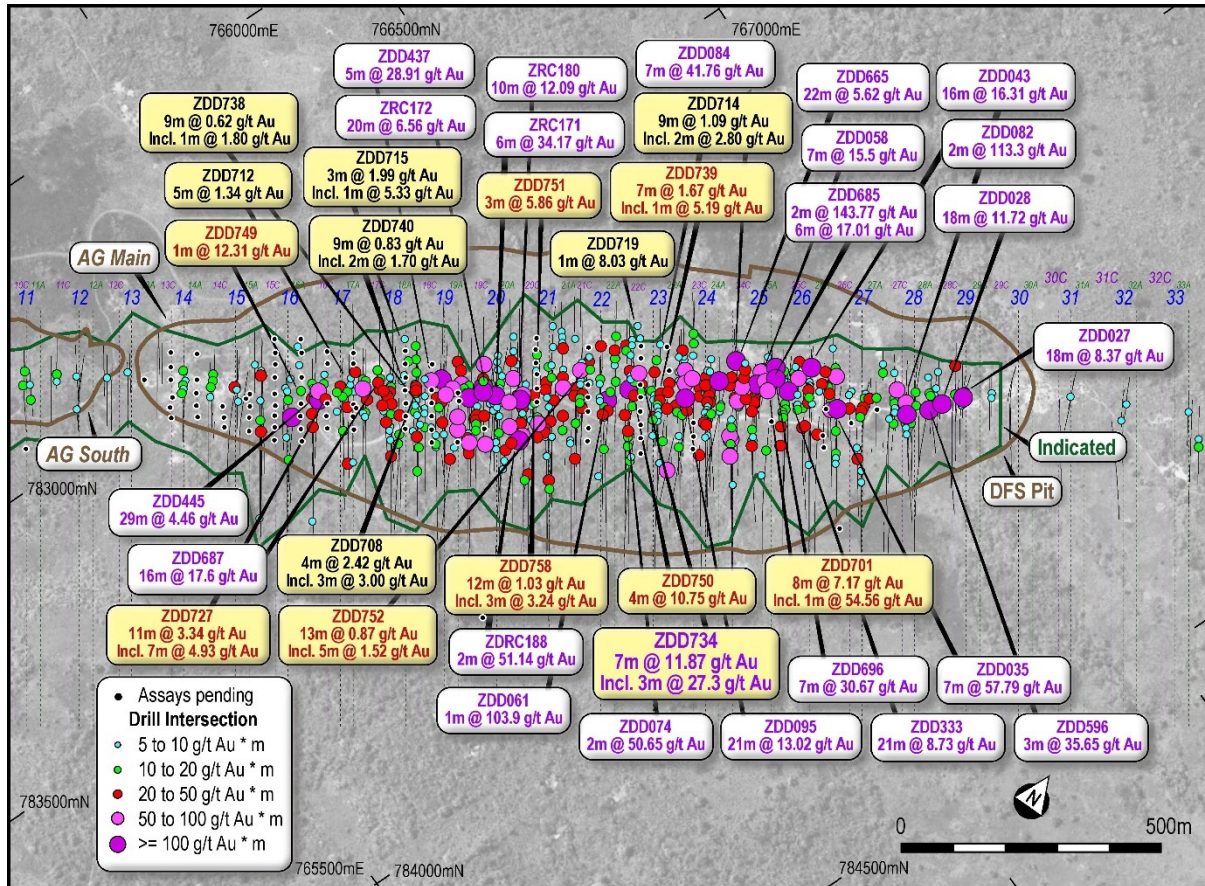 766000mE
766500mN
767000mE
ZDD437
5m @ 28.91 g/t Au
ZRC180
10m @ 12.09 g/t Au
ZDD084
7m @ 41.76 g/t Au
ZDD665
22m @ 5.62 g/t Au
ZDD043
16m @ 16.31 g/t Au
ZDD738
9m @ 0.62 g/t Au
Incl. 1m @ 1.80 g/t Au
ZRC172
20m @ 6.56 g/t Au
ZRC171
6m @ 34.17 g/t Au
ZDD714
9m @ 1.09 g/t Au
Incl. 2m @ 2.80 g/t Au
ZDD058
7m @ 15.5 g/t Au
ZDD082
2m @ 113.3 g/t Au
ZDD712
5m @ 1.34 g/t Au
ZDD715
3m @ 1.99 g/t Au
Incl. 1m @ 5.33 g/t Au
ZDD751
3m @ 5.86 g/t Au
ZDD739
7m @ 1.67 g/t Au
Incl. 1m @ 5.19 g/t Au
ZDD685
2m @ 143.77 g/t Au
6m @ 17.01 g/t Au
ZDD028
18m @ 11.72 g/t Au
ZDD749
1m @ 12.31 g/t Au
ZDD740
9m @ 0.83 g/t Au
Incl. 2m @ 1.70 g/t Au
ZDD719
1m @ 8.03 g/t Au
AG Main
30C 31A 31C 32A 32C
11 12 13 14 15 16 17 18 19 20 21 22 23 24 25 26 27 28 29 30 31 32 33
ZDD027
18m @ 8.37 g/t Au
AG South
Indicated
DFS Pit
783000mN
ZDD445
29m @ 4.46 g/t Au
ZDD687
16m @ 17.6 g/t Au
ZDD708
4m @ 2.42 g/t Au
Incl. 3m @ 3.00 g/t Au
ZDD758
12m @ 1.03 g/t Au
Incl. 3m @ 3.24 g/t Au
ZDD750
4m @ 10.75 g/t Au
ZDD701
8m @ 7.17 g/t Au
Incl. 1m @ 54.56 g/t Au
ZDD727
11m @ 3.34 g/t Au
Incl. 7m @ 4.93 g/t Au
ZDD752
13m @ 0.87 g/t Au
Incl. 5m @ 1.52 g/t Au
ZDRC188
2m @ 51.14 g/t Au
ZDD734
7m @ 11.87 g/t Au
Incl. 3m @ 27.3 g/t Au
ZDD696
7m @ 30.67 g/t Au
ZDD035
7m @ 57.79 g/t Au
ZDD061
1m @ 103.9 g/t Au
ZDD074
2m @ 50.65 g/t Au
ZDD095
21m @ 13.02 g/t Au
ZDD333
21m @ 8.73 g/t Au
ZDD596
3m @ 35.65 g/t Au
Assays pending
Drill Intersection
5 to 10 g/t Au * m
10 to 20 g/t Au * m
20 to 50 g/t Au * m
50 to 100 g/t Au * m
>= 100 g/t Au * m
N
0 500m
783500mN
765500mE
784000mN
784500mN